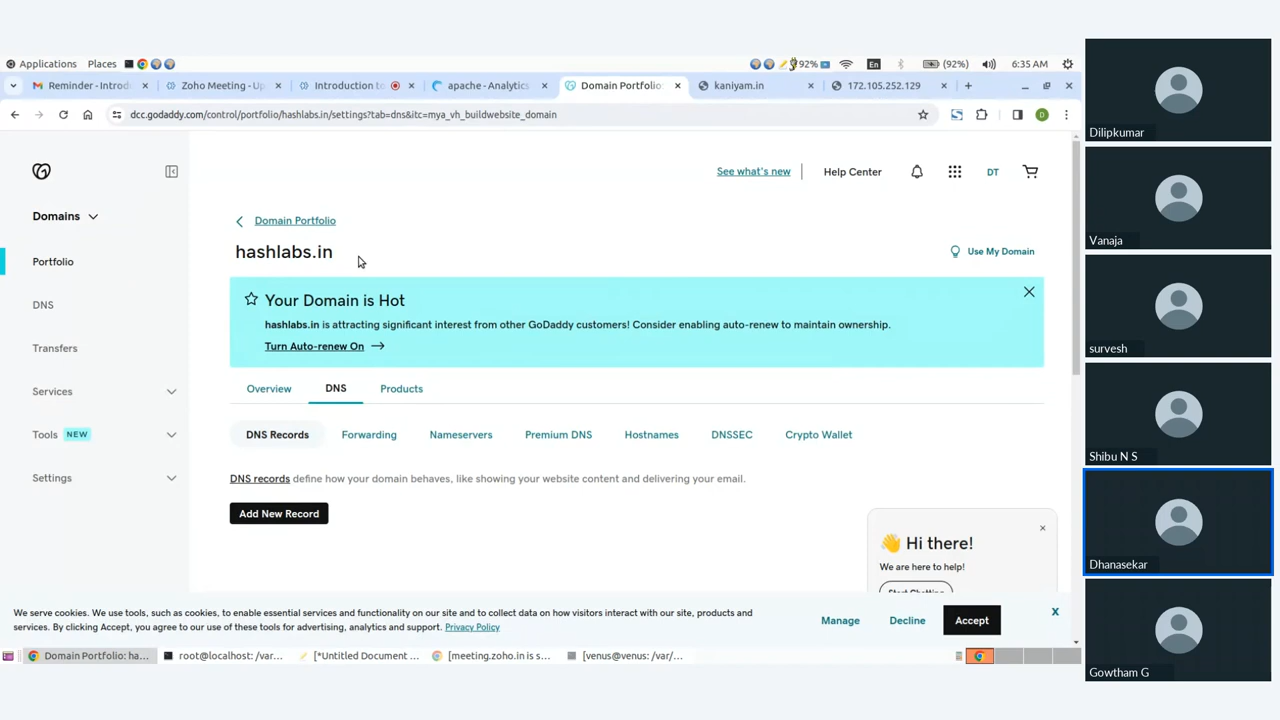 Applications Places 92% En (92%) 6:35 AM
Reminder - Introd Zoho Meeting - Up Introduction to apache - Analytics Domain Portfolio: kaniyam.in 172.105.252.129
dcc.godaddy.com/control/portfolio/hashlabs.in/settings?tab=dns&itc=mya_vh_buildwebsite_domain D
See what's new Help Center DT
Domains
Portfolio
DNS
Transfers
Services
Tools NEW
Settings
Domain Portfolio
hashlabs.in
Use My Domain
Your Domain is Hot
hashlabs.in is attracting significant interest from other GoDaddy customers! Consider enabling auto-renew to maintain ownership.
Turn Auto-renew On
Overview DNS Products
DNS Records Forwarding Nameservers Premium DNS Hostnames DNSSEC Crypto Wallet
DNS records define how your domain behaves, like showing your website content and delivering your email.
Add New Record
Hi there!
We are here to help!
Start Chatting
We serve cookies. We use tools, such as cookies, to enable essential services and functionality on our site and to collect data on how visitors interact with our site, products and
services. By clicking Accept, you agree to our use of these tools for advertising, analytics and support. Privacy Policy
Manage Decline Accept X
Domain Portfolio: ha... root@localhost: /var... [*Untitled Document ... [meeting.zoho.in is s... [venus@venus: /var/...
Dilipkumar
Vanaja
survesh
Shibu N S
Dhanasekar
Gowtham G